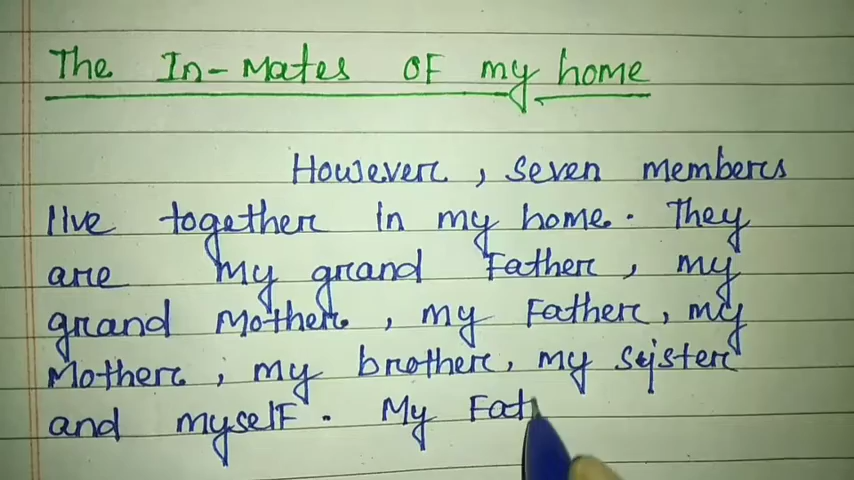 The In-Mates OF my home
However, seven members
live together in my home. They
are my grand Father, my
grand Mother, my Father, my
Mother, my brother, my sister
and myself. My Fat